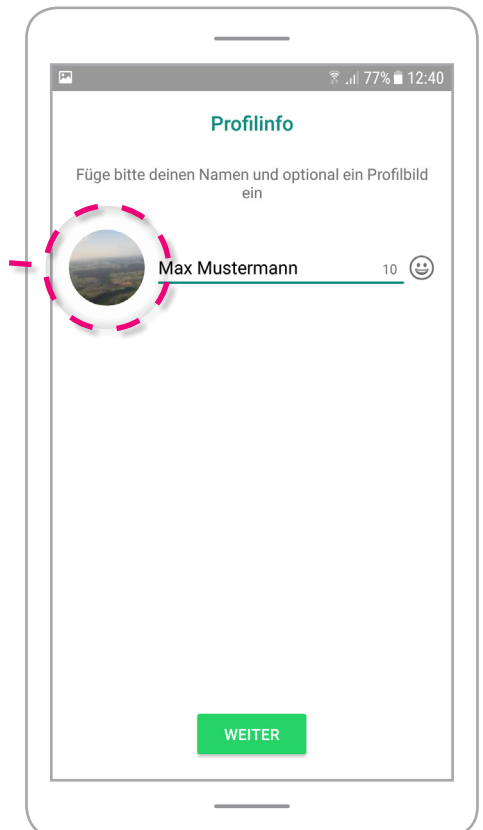 77% 12:40
Profilinfo
Füge bitte deinen Namen und optional ein Profilbild
ein
Max Mustermann 10
WEITER